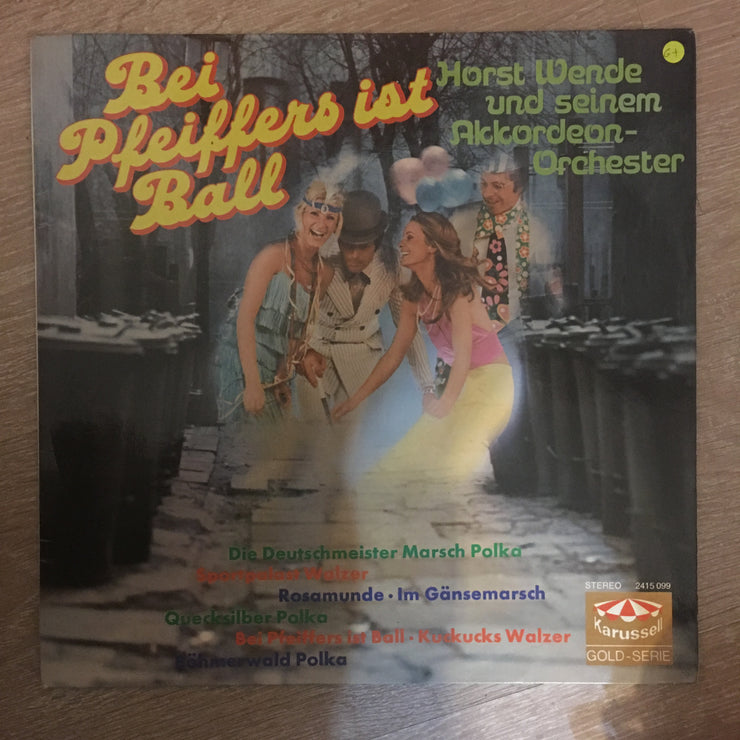 Bei
Pfeiffers ist
Ball
Horst Wende
und seinem
Akkordeon-
Orchester
G+
Die Deutschmeister Marsch Polka
Sportpalast Walzer
Rosamunde · Im Gänsemarsch
Quecksilber Polka
Bei Pfeiffers ist Ball · Kuckucks Walzer
Böhmerwald Polka
STEREO 2415 099
Karussell
GOLD-SERIE